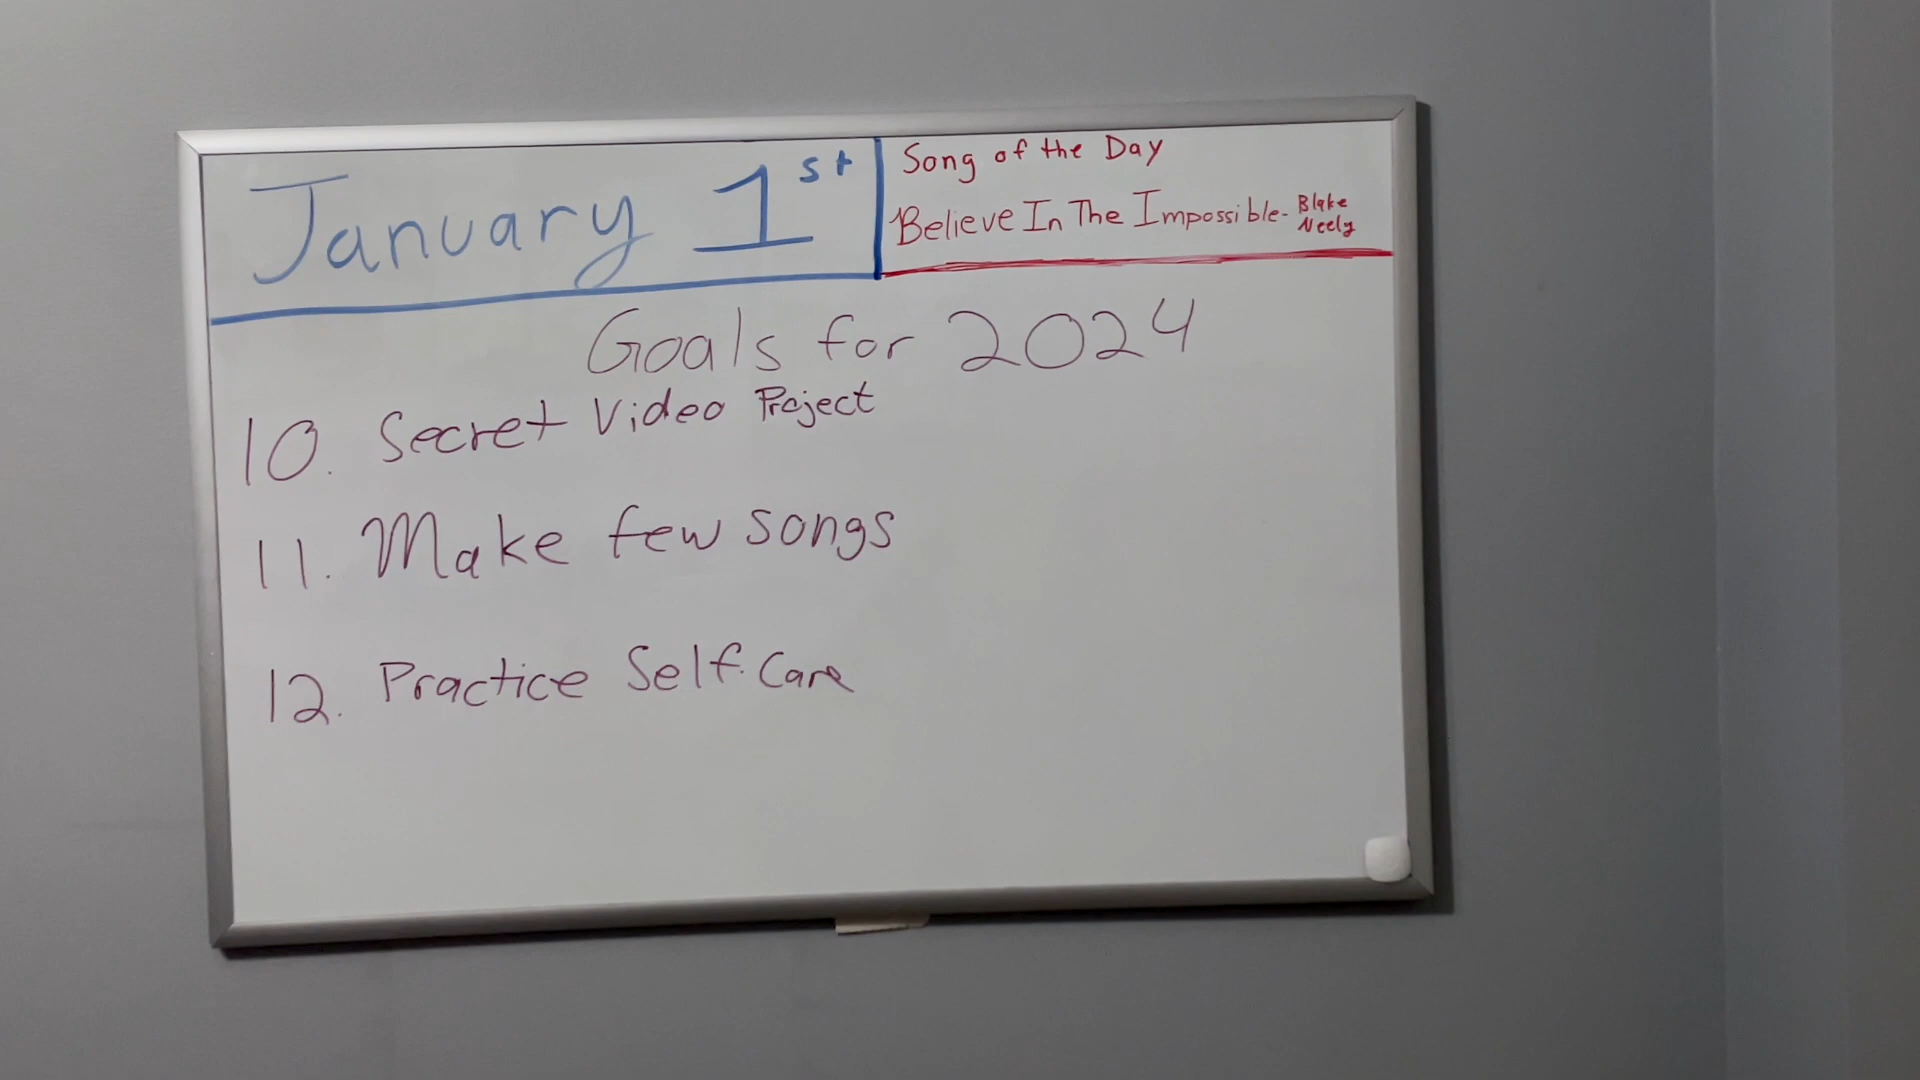 January 1st
Song of the Day
Believe In The Impossible- Blake Neely
Goals for 2024
10. Secret Video Project
11. Make few songs
12. Practice Self. Care